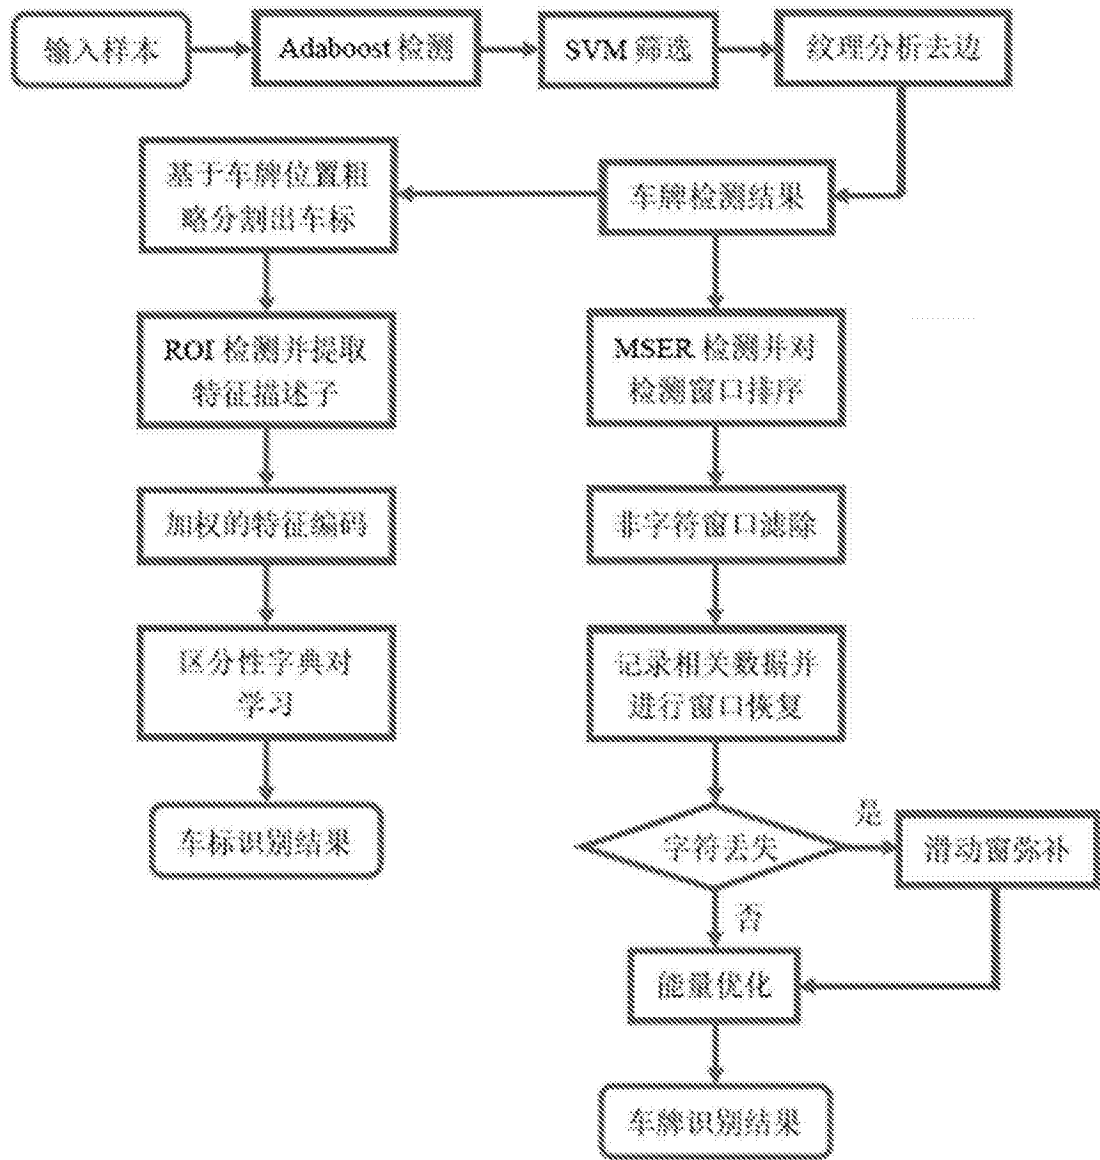 输入样本
Adaboost 检测
SVM 筛选
纹理分析去边
基于车牌位置粗
略分割出车标
车牌检测结果
ROI 检测并提取
特征描述子
MSER 检测并对
检测窗口排序
加权的特征编码
非字符窗口滤除
区分性字典对
学习
记录相关数据并
进行窗口恢复
车标识别结果
字符丢失
是
滑动窗弥补
否
能量优化
车牌识别结果